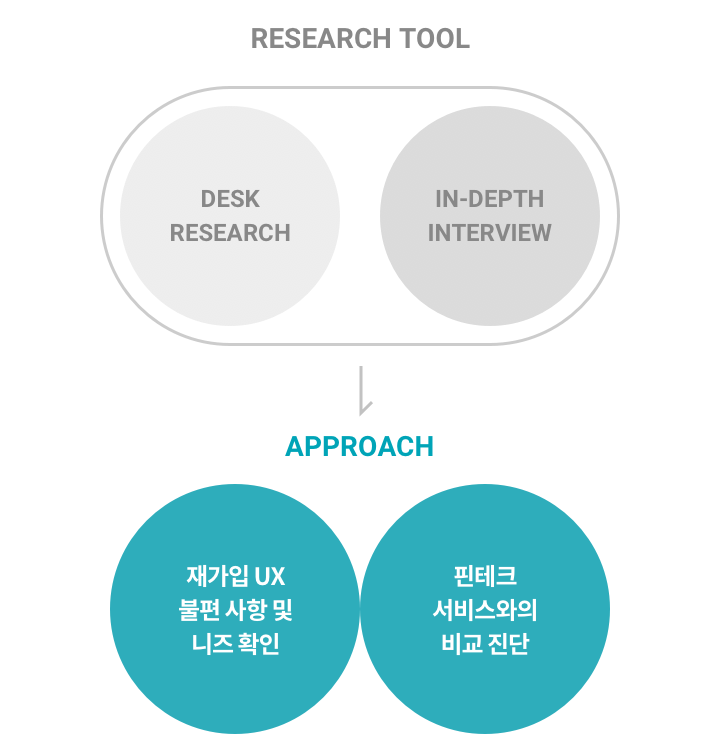 RESEARCH TOOL
DESK
RESEARCH
IN-DEPTH
INTERVIEW
APPROACH
재가입 UX
불편 사항 및
니즈 확인
핀테크
서비스와의
비교 진단